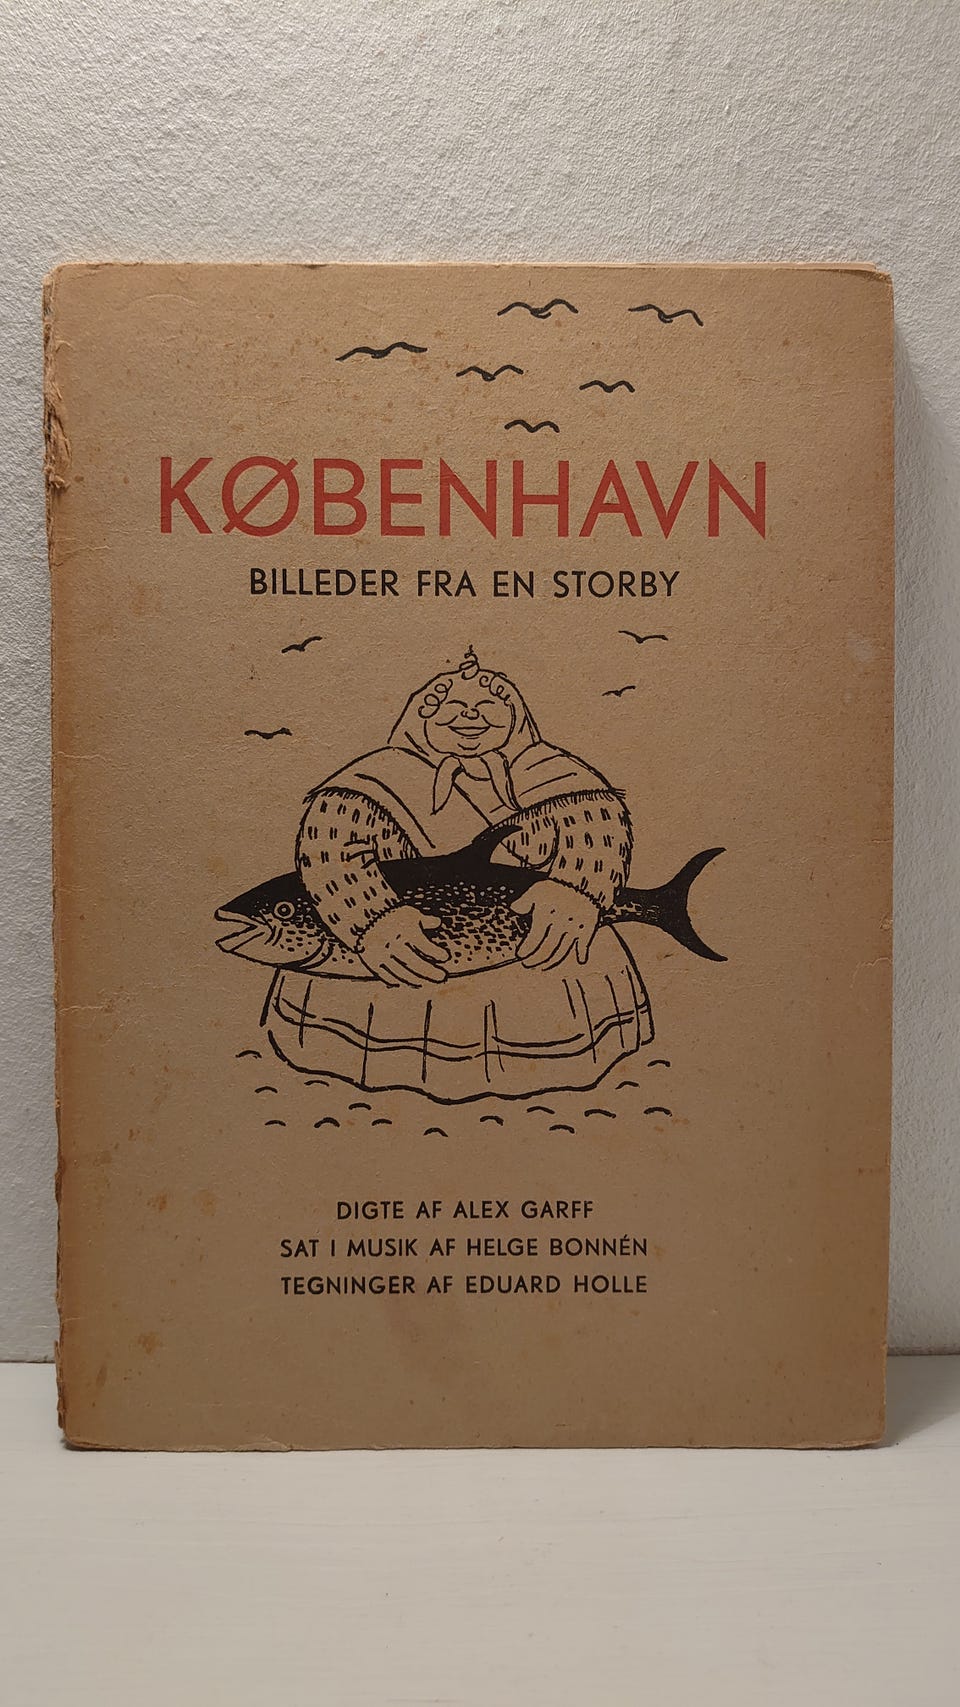 KØBENHAVN
BILLEDER FRA EN STORBY
DIGTE AF ALEX GARFF
SAT I MUSIK AF HELGE BONNÉN
TEGNINGER AF EDUARD HOLLE